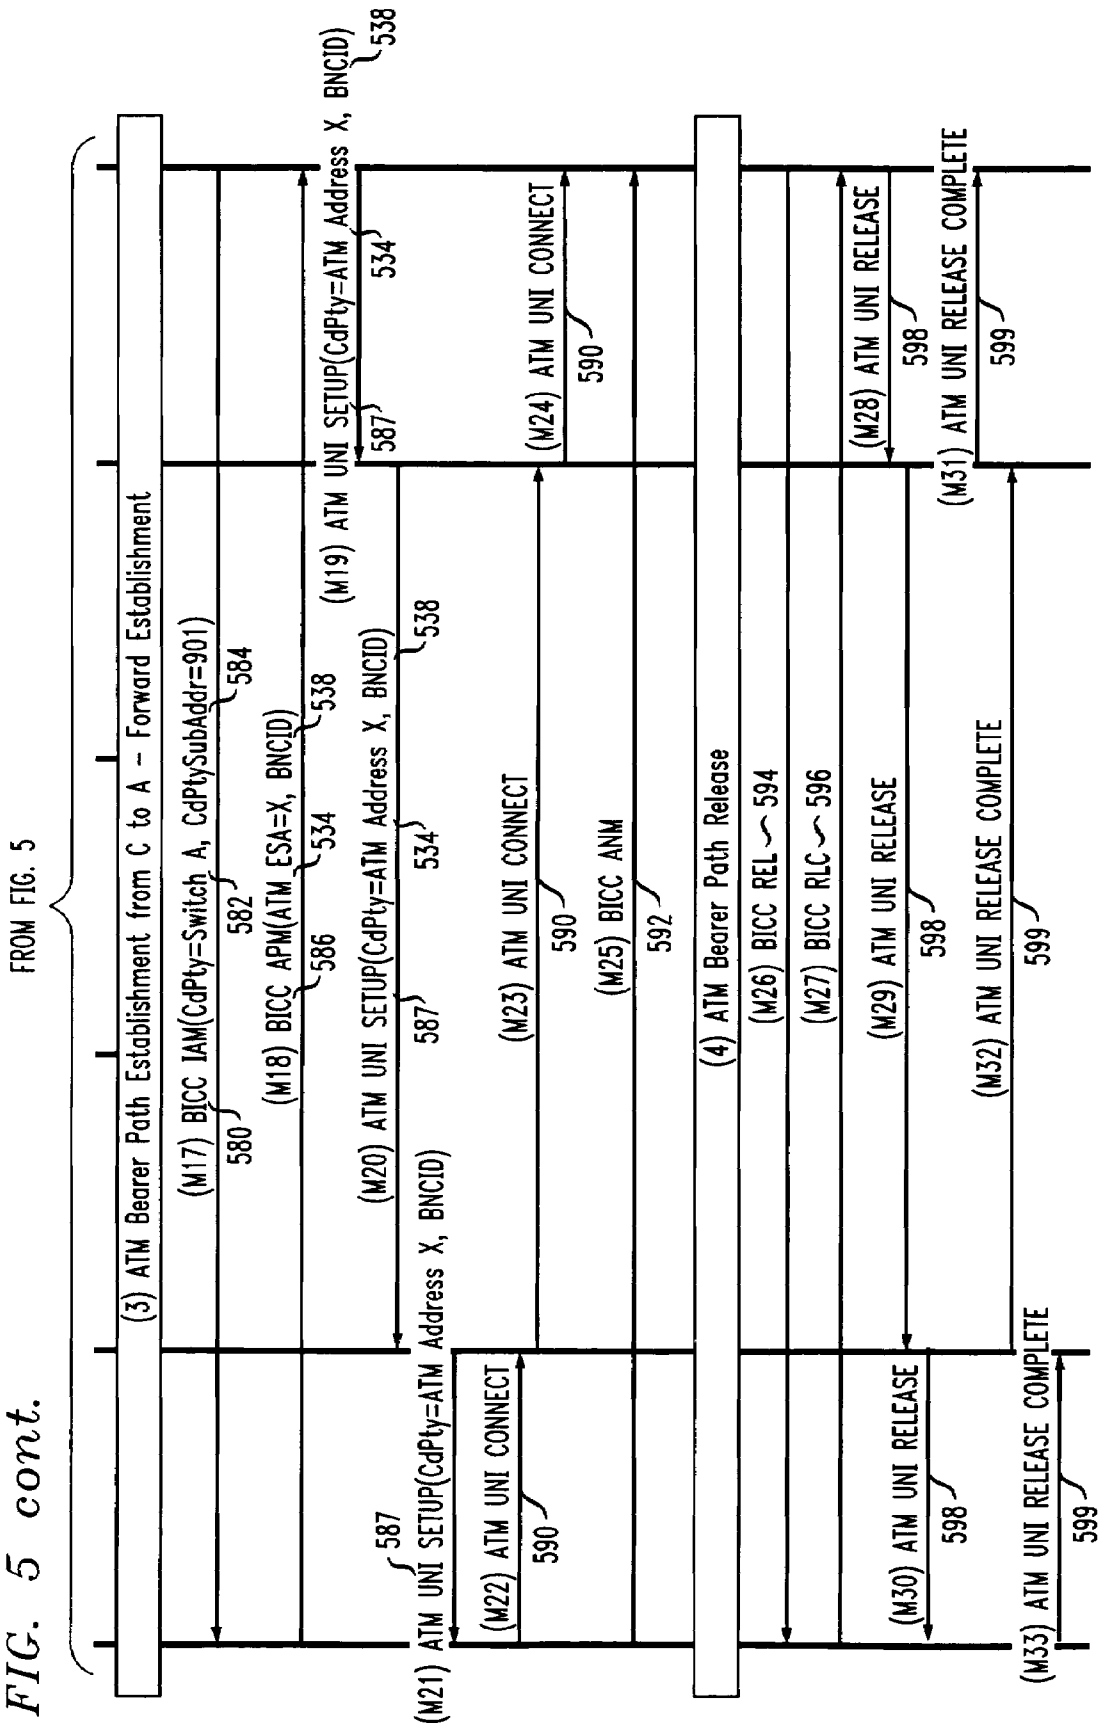 FIG. 5 cont.
FROM FIG. 5
(3) ATM Bearer Path Establishment from C to A – Forward Establishment
(M17) BICC IAM(CdPty=Switch A, CdPtySubAddr=901)
580
582
584
(M18) BICC APM(ATM ESA=X, BNCID)
586
534
538
(M19) ATM UNI SETUP(CdPty=ATM Address X, BNCID)
587
534
538
(M20) ATM UNI SETUP(CdPty=ATM Address X, BNCID)
587
534
538
587
(M21) ATM UNI SETUP(CdPty=ATM Address X, BNCID)
(M22) ATM UNI CONNECT
590
(M23) ATM UNI CONNECT
590
(M24) ATM UNI CONNECT
590
(M25) BICC ANM
592
(4) ATM Bearer Path Release
(M26) BICC REL 594
(M27) BICC RLC 596
(M28) ATM UNI RELEASE
598
(M29) ATM UNI RELEASE
598
(M30) ATM UNI RELEASE
598
(M31) ATM UNI RELEASE COMPLETE
599
(M32) ATM UNI RELEASE COMPLETE
599
(M33) ATM UNI RELEASE COMPLETE
599